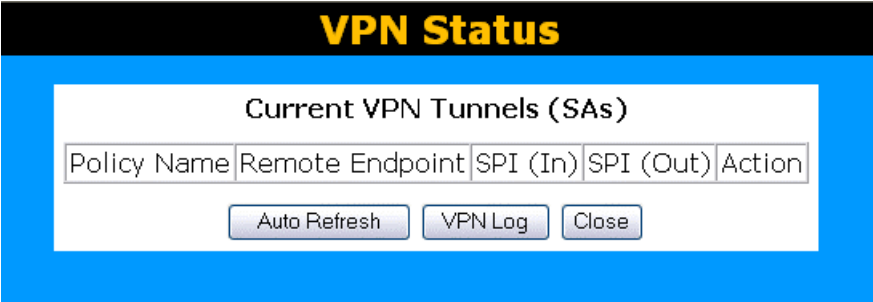 VPN Status
Current VPN Tunnels (SAs)
Policy Name Remote Endpoint SPI (In) SPI (Out) Action
Auto Refresh VPN Log Close